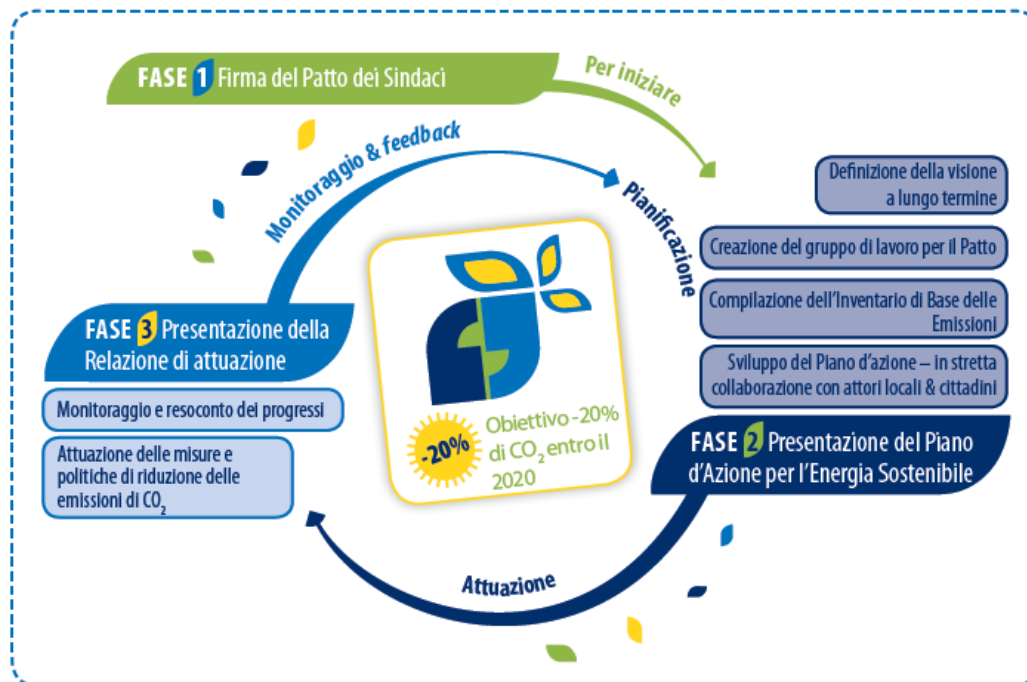 FASE 1 Firma del Patto dei Sindaci
Per iniziare
Monitoraggio & feedback
Pianificazione
Definizione della visione
a lungo termine
Creazione del gruppo di lavoro per il Patto
Compilazione dell'Inventario di Base delle
Emissioni
Sviluppo del Piano d'azione – in stretta
collaborazione con attori locali & cittadini
FASE 2 Presentazione del Piano
d'Azione per l'Energia Sostenibile
Attuazione
FASE 3 Presentazione della
Relazione di attuazione
Monitoraggio e resoconto dei progressi
Attuazione delle misure e
politiche di riduzione delle
emissioni di CO₂
-20%
Obiettivo -20%
di CO₂ entro il
2020